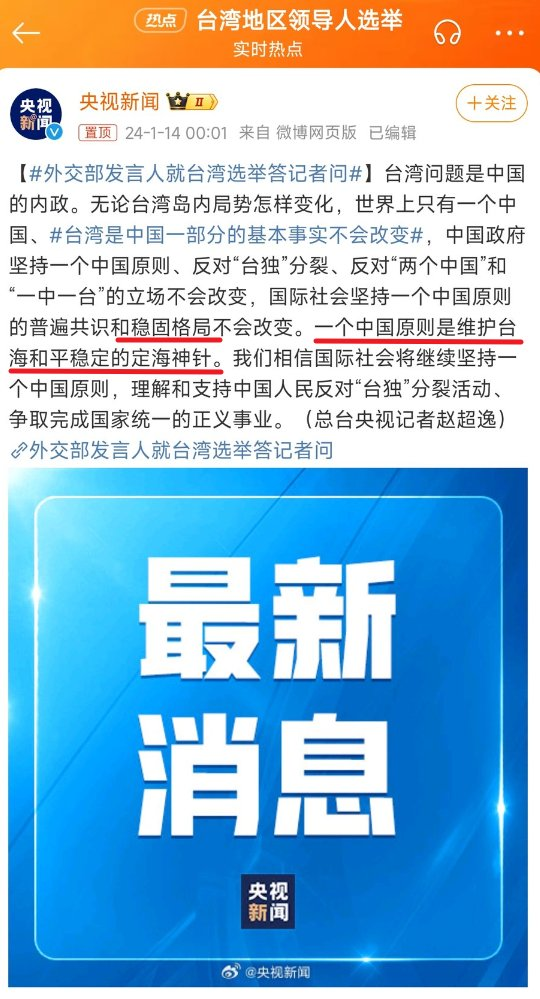 热点
台湾地区领导人选举
实时热点
央视新闻
央视新闻 II
+关注
置顶 24-1-14 00:01 来自 微博网页版 已编辑
【#外交部发言人就台湾选举答记者问#】台湾问题是中国
的内政。无论台湾岛内局势怎样变化，世界上只有一个中
国、#台湾是中国一部分的基本事实不会改变#，中国政府
坚持一个中国原则、反对“台独”分裂、反对“两个中国”和
“一中一台”的立场不会改变，国际社会坚持一个中国原则
的普遍共识和稳固格局不会改变。一个中国原则是维护台
海和平稳定的定海神针。我们相信国际社会将继续坚持一
个中国原则，理解和支持中国人民反对“台独”分裂活动、
争取完成国家统一的正义事业。（总台央视记者赵超逸）
外交部发言人就台湾选举答记者问
最新
消息
央视
新闻
@央视新闻